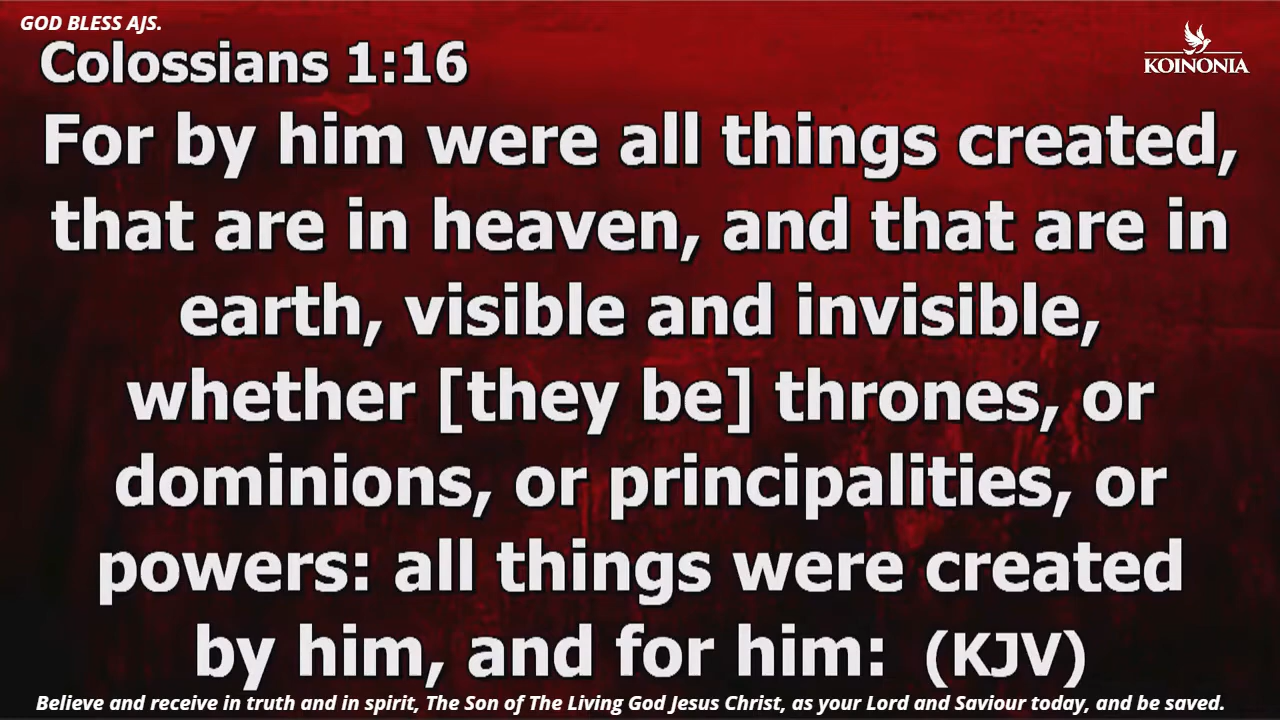 GOD BLESS AJS.
Colossians 1:16
KOINONIA
For by him were all things created,
that are in heaven, and that are in
earth, visible and invisible,
whether [they be] thrones, or
dominions, or principalities, or
powers: all things were created
by him, and for him: (KJV)
Believe and receive in truth and in spirit, The Son of The Living God Jesus Christ, as your Lord and Saviour today, and be saved.